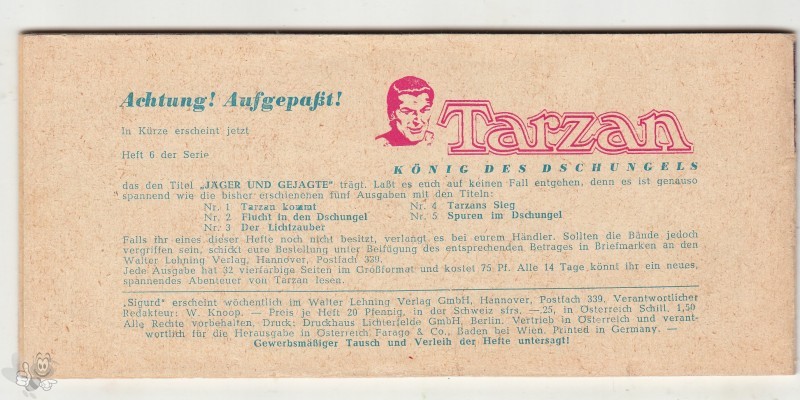 Achtung! Aufgepaßt!
Tarzan
In Kürze erscheint jetzt
Heft 6 der Serie
KÖNIG DES DSCHUNGELS
das den Titel „JÄGER UND GEJAGTE" trägt. Laßt es euch auf keinen Fall entgehen, denn es ist genauso
spannend wie die bisher erschienenen fünf Ausgaben mit den Titeln:
Nr. 1 Tarzan kommt Nr. 4 Tarzans Sieg
Nr. 2 Flucht in den Dschungel Nr. 5 Spuren im Dschungel
Nr. 3 Der Lichtzauber
Falls ihr eines dieser Hefte noch nicht besitzt, verlangt es bei eurem Händler. Sollten die Bände jedoch
vergriffen sein, schickt eure Bestellung unter Beifügung des entsprechenden Betrages in Briefmarken an den
Walter Lehning Verlag, Hannover, Postfach 339.
Jede Ausgabe hat 32 vierfarbige Seiten im Großformat und kostet 75 Pf. Alle 14 Tage könnt ihr ein neues,
spannendes Abenteuer von Tarzan lesen.
„Sigurd" erscheint wöchentlich im Walter Lehning Verlag GmbH, Hannover, Postfach 339. Verantwortlicher
Redakteur: W. Knoop. — Preis je Heft 20 Pfennig, in der Schweiz sfrs. —.25, in Österreich Schill. 1,50
Alle Rechte vorbehalten. Druck: Druckhaus Lichterfelde GmbH, Berlin. Vertrieb in Österreich und verant-
wortlich für die Herausgabe in Österreich Farago & Co., Baden bei Wien. Printed in Germany. —
Gewerbsmäßiger Tausch und Verleih der Hefte untersagt!